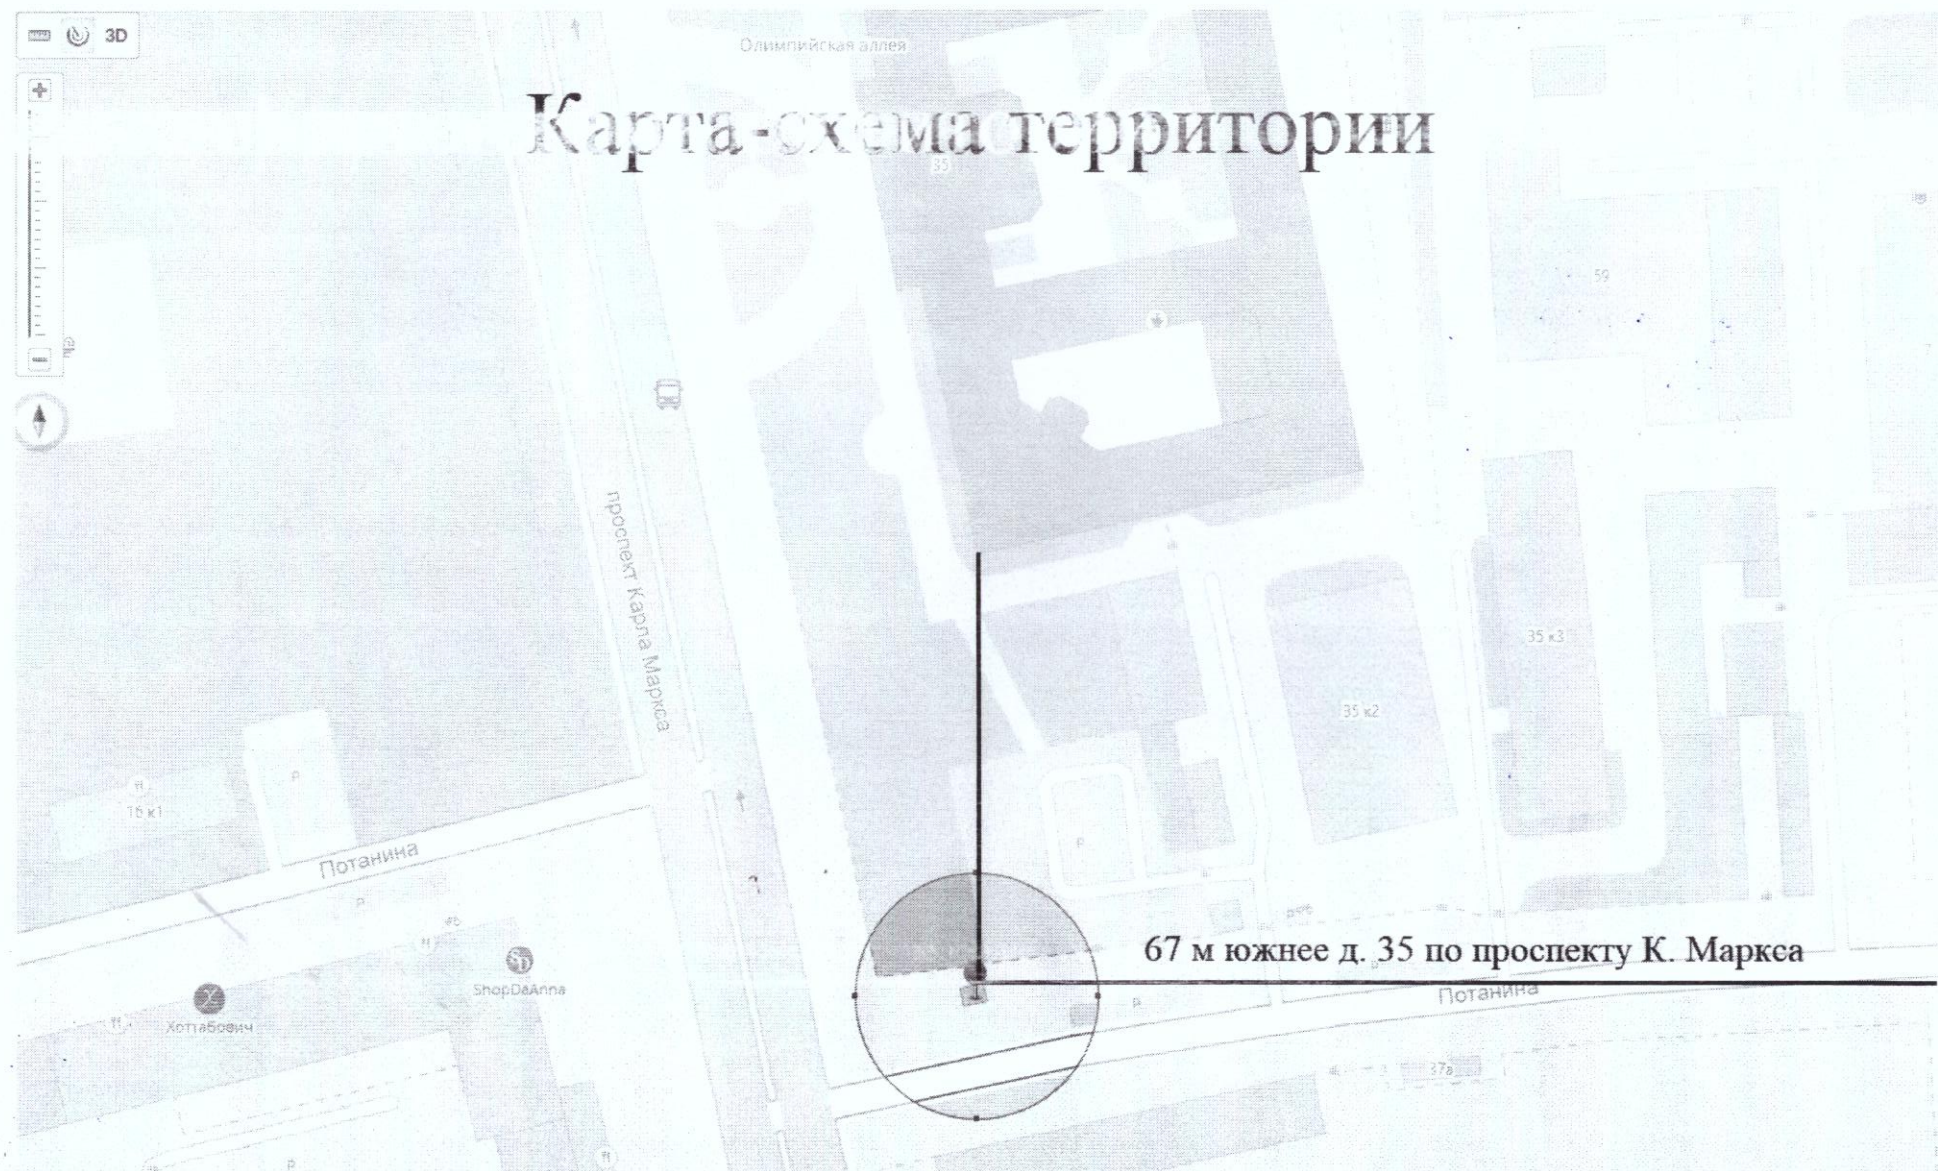 3D
Олимпийская аллея
Карта-схема территории
35
59
проспект Карла Маркса
35 к3
35 к2
16 к1
P
Потанина
P
P
ShopDaAnna
Хоттабович
67 м южнее д. 35 по проспекту К. Маркса
P
P
Потанина
37а
P